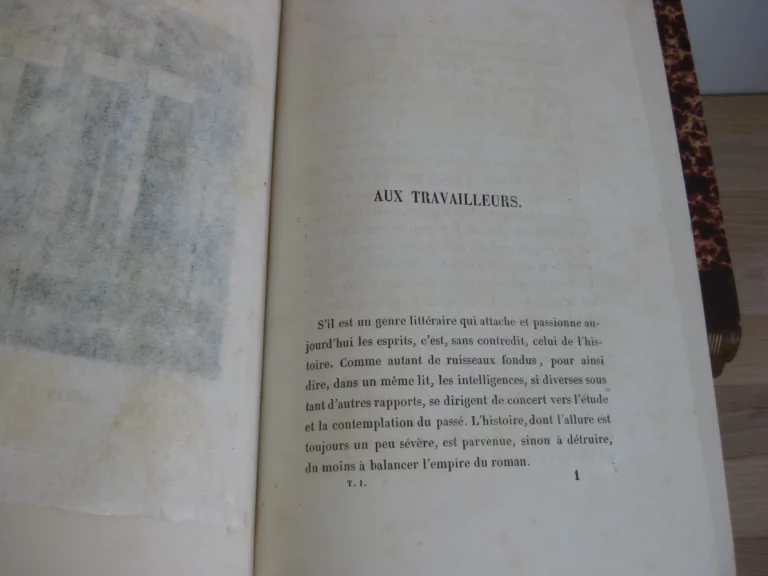 AUX TRAVAILLEURS.
S'il est un genre littéraire qui attache et passionne au-
jourd'hui les esprits, c'est, sans contredit, celui de l'his-
toire. Comme autant de ruisseaux fondus, pour ainsi
dire, dans un même lit, les intelligences, si diverses sous
tant d'autres rapports, se dirigent de concert vers l'étude
et la contemplation du passé. L'histoire, dont l'allure est
toujours un peu sévère, est parvenue, sinon à détruire,
du moins à balancer l'empire du roman.
T. I. 1